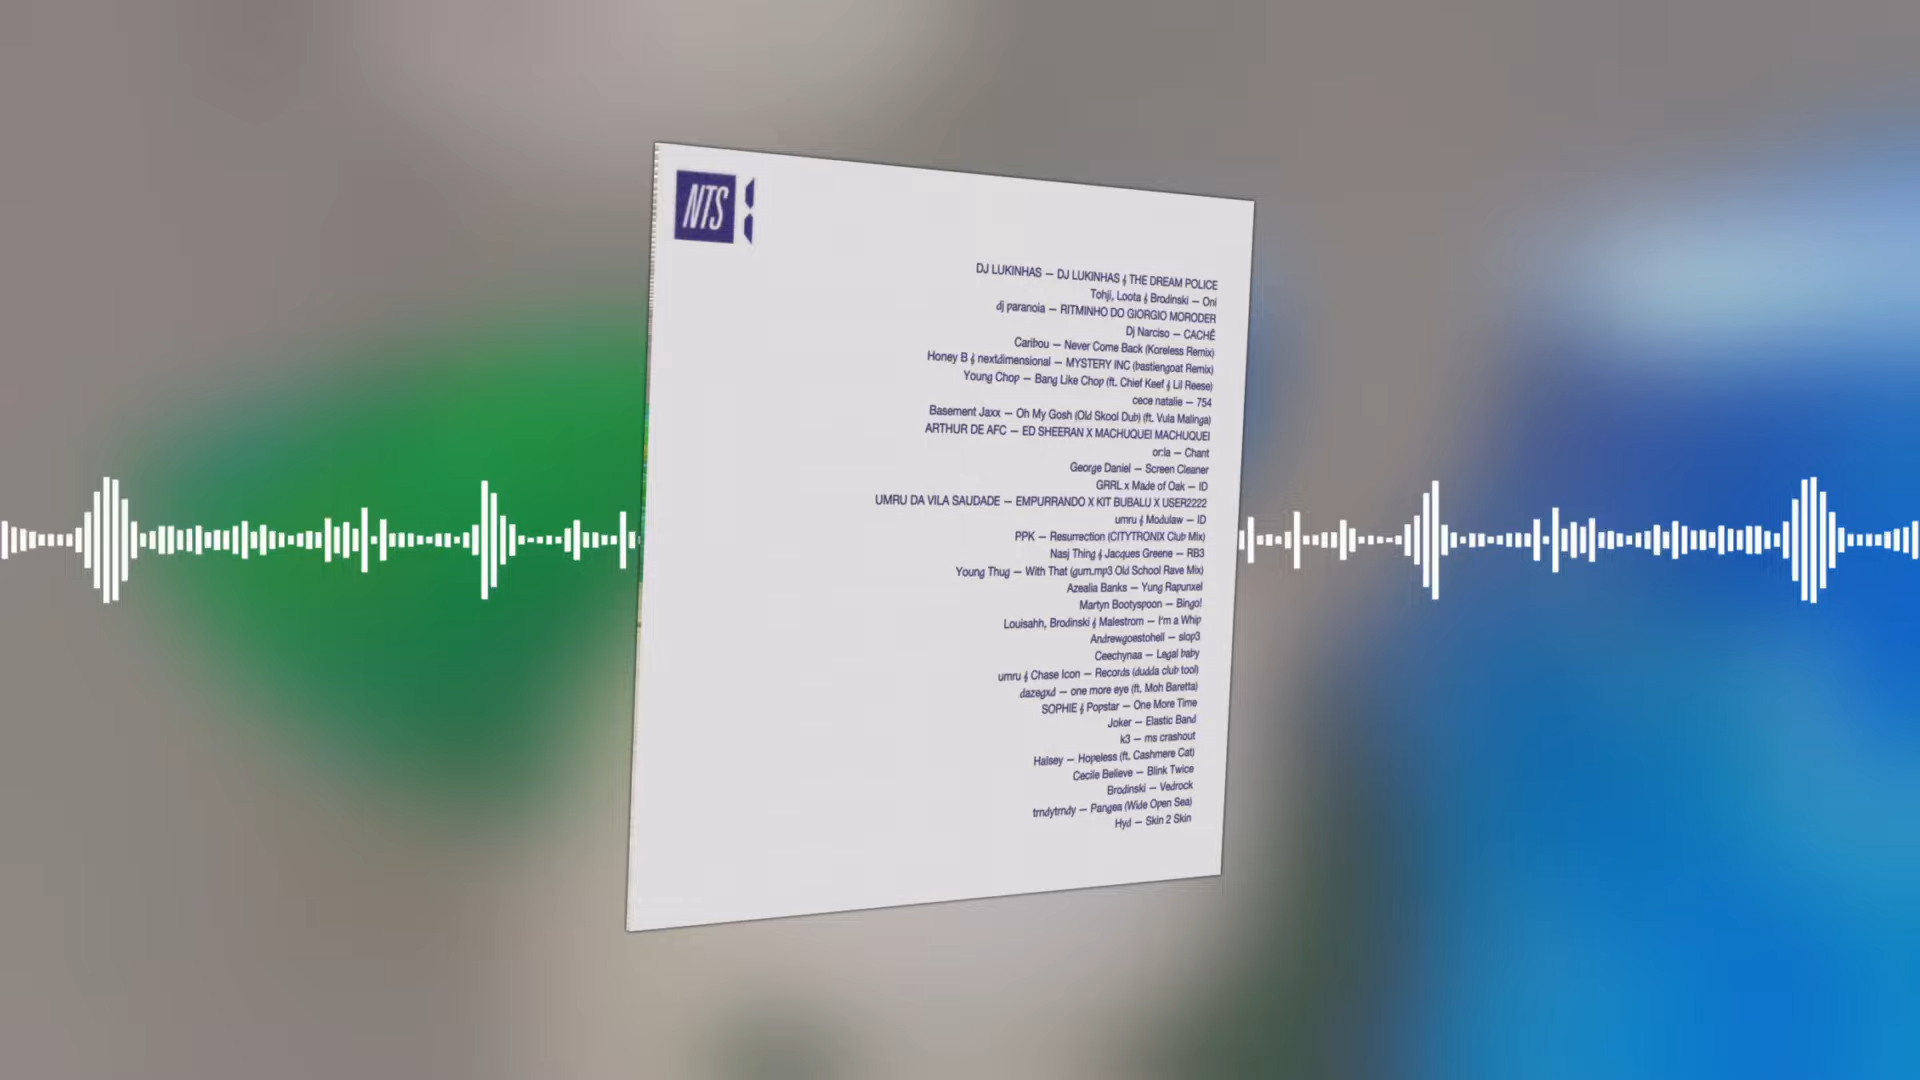 NTS
DJ LUKINHAS — DJ LUKINHAS & THE DREAM POLICE
Tohji, Loota & Brodinski — Oni
dj paranoia — RITMINHO DO GIORGIO MORODER
Dj Narciso — CACHÊ
Caribou — Never Come Back (Koreless Remix)
Honey B & nextdimensional — MYSTERY INC (bastiengoat Remix)
Young Chop — Bang Like Chop (ft. Chief Keef & Lil Reese)
cece natalie — 754
Basement Jaxx — Oh My Gosh (Old Skool Dub) (ft. Vula Malinga)
ARTHUR DE AFC — ED SHEERAN X MACHUQUEI MACHUQUEI
or:la — Chant
George Daniel — Screen Cleaner
GRRL x Made of Oak — ID
UMRU DA VILA SAUDADE — EMPURRANDO X KIT BUBALU X USER2222
umru & Modulaw — ID
PPK — Resurrection (CITYTRONIX Club Mix)
Nasj Thing & Jacques Greene — RB3
Young Thug — With That (gum.mp3 Old School Rave Mix)
Azealia Banks — Yung Rapunxel
Martyn Bootyspoon — Bingo!
Louisahh, Brodinski & Malestrom — I'm a Whip
Andrewgoestohell — slop3
Ceechynaa — Legal baby
umru & Chase Icon — Records (dudda club tool)
dazegxd — one more eye (ft. Moh Baretta)
SOPHIE & Popstar — One More Time
Joker — Elastic Band
k3 — ms crashout
Halsey — Hopeless (ft. Cashmere Cat)
Cecile Believe — Blink Twice
Brodinski — Vedrock
trndytrndy — Pangea (Wide Open Sea)
Hyd — Skin 2 Skin